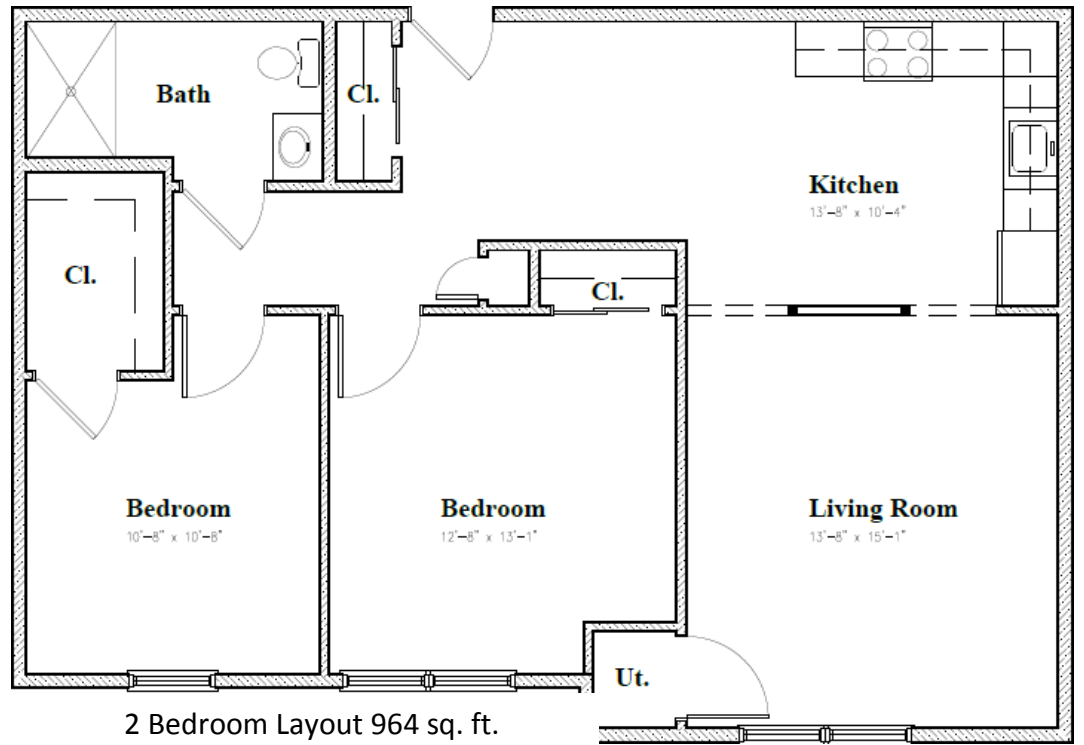 Bath
Cl.
Kitchen
13'-8" x 10'-4"
Cl.
Cl.
Bedroom
10'-8" x 10'-8"
Bedroom
12'-8" x 13'-1"
Living Room
13'-8" x 15'-1"
Ut.
2 Bedroom Layout 964 sq. ft.